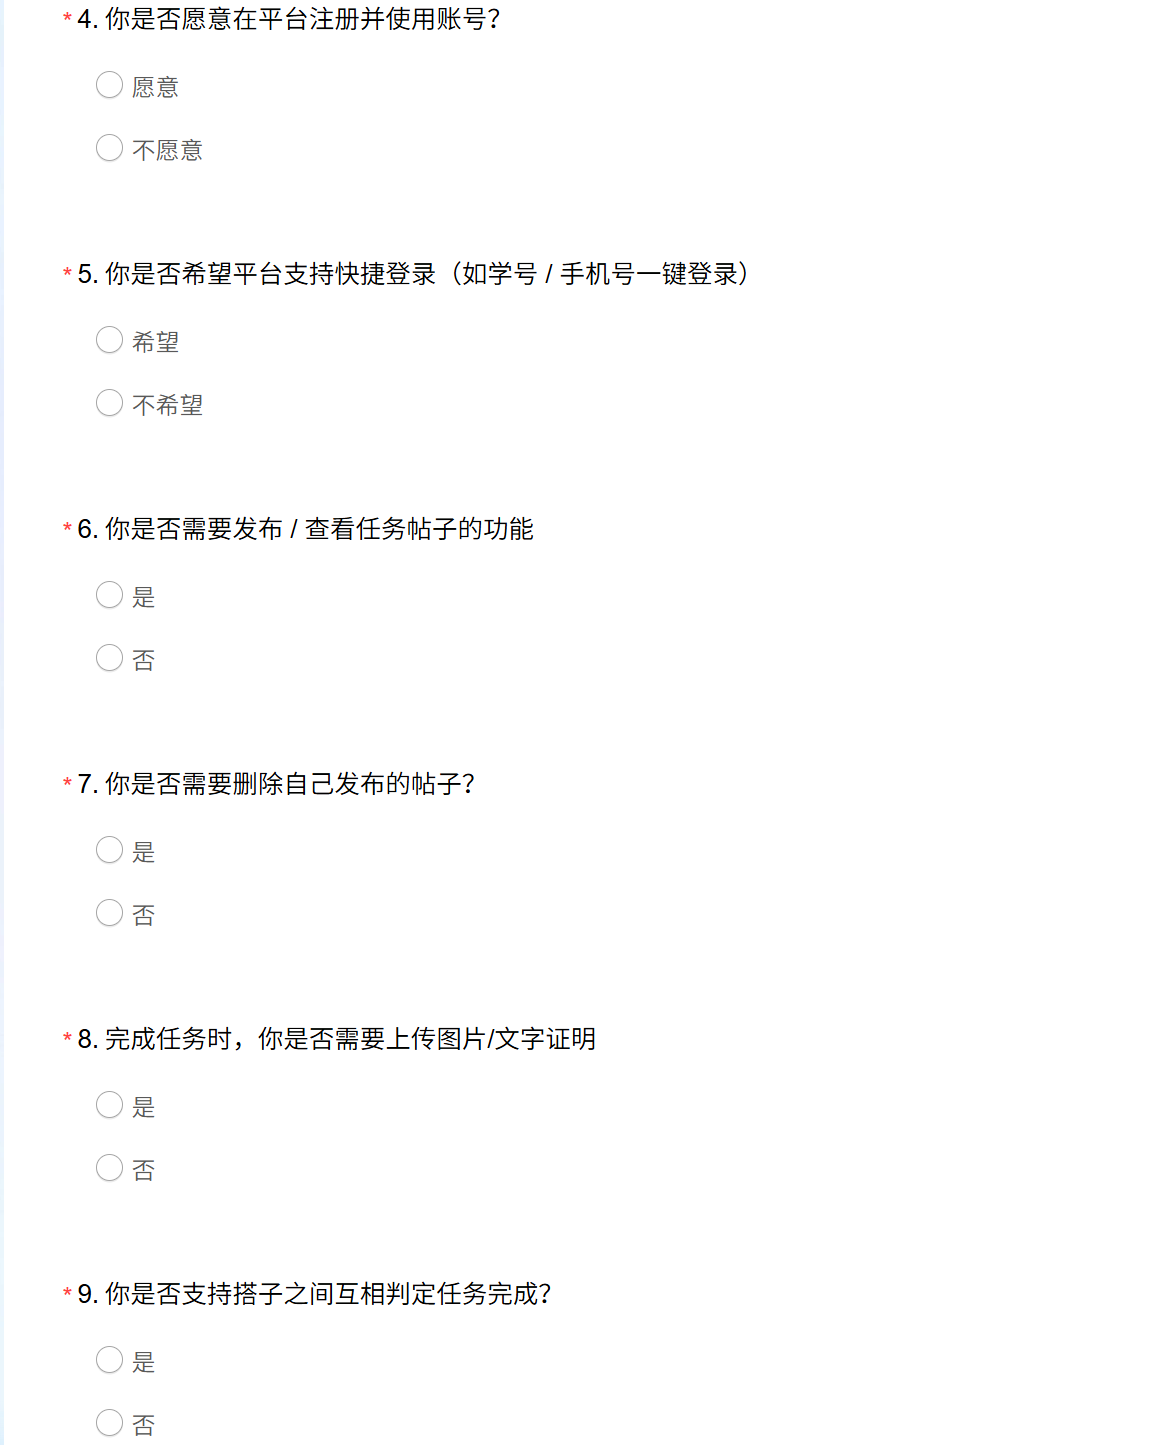 * 4. 你是否愿意在平台注册并使用账号？
愿意
不愿意
* 5. 你是否希望平台支持快捷登录（如学号 / 手机号一键登录）
希望
不希望
* 6. 你是否需要发布 / 查看任务帖子的功能
是
否
* 7. 你是否需要删除自己发布的帖子？
是
否
* 8. 完成任务时，你是否需要上传图片/文字证明
是
否
* 9. 你是否支持搭子之间互相判定任务完成？
是
否